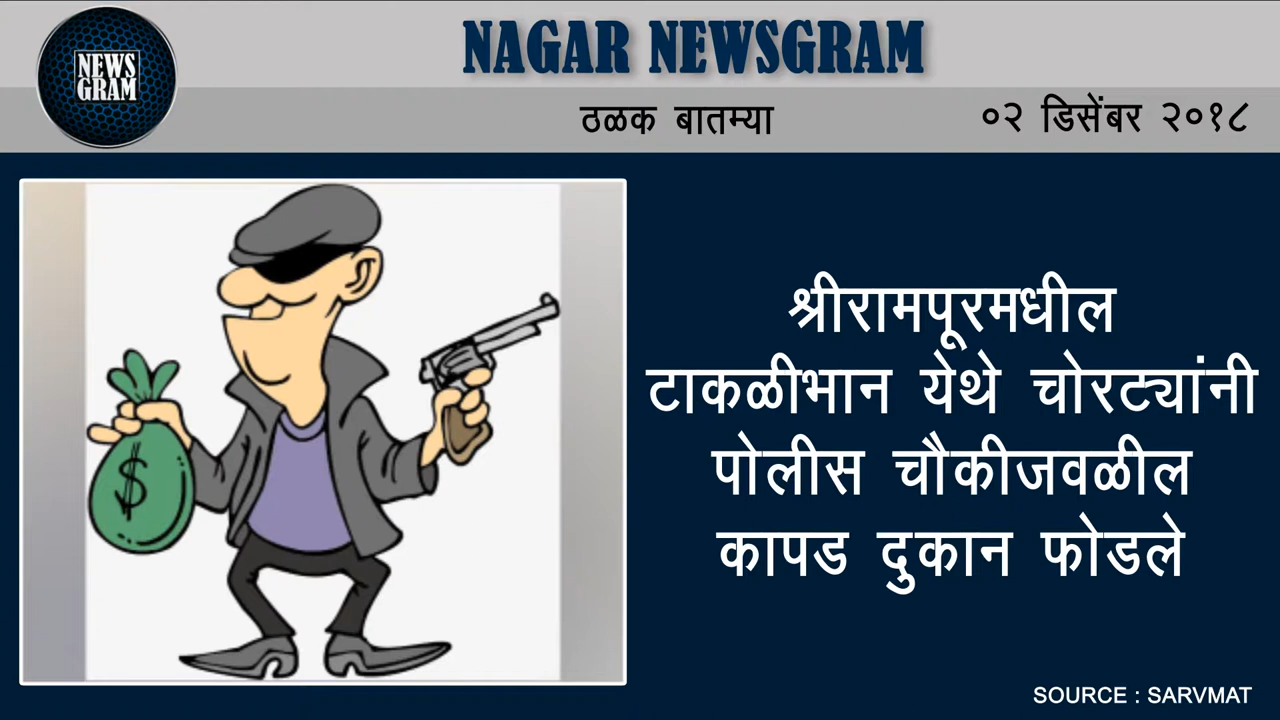 NEWS
GRAM
NAGAR NEWSGRAM
ठळक बातम्या
०२ डिसेंबर २०१८
$
श्रीरामपूरमधील
टाकळीभान येथे चोरट्यांनी
पोलीस चौकीजवळील
कापड दुकान फोडले
SOURCE : SARVMAT